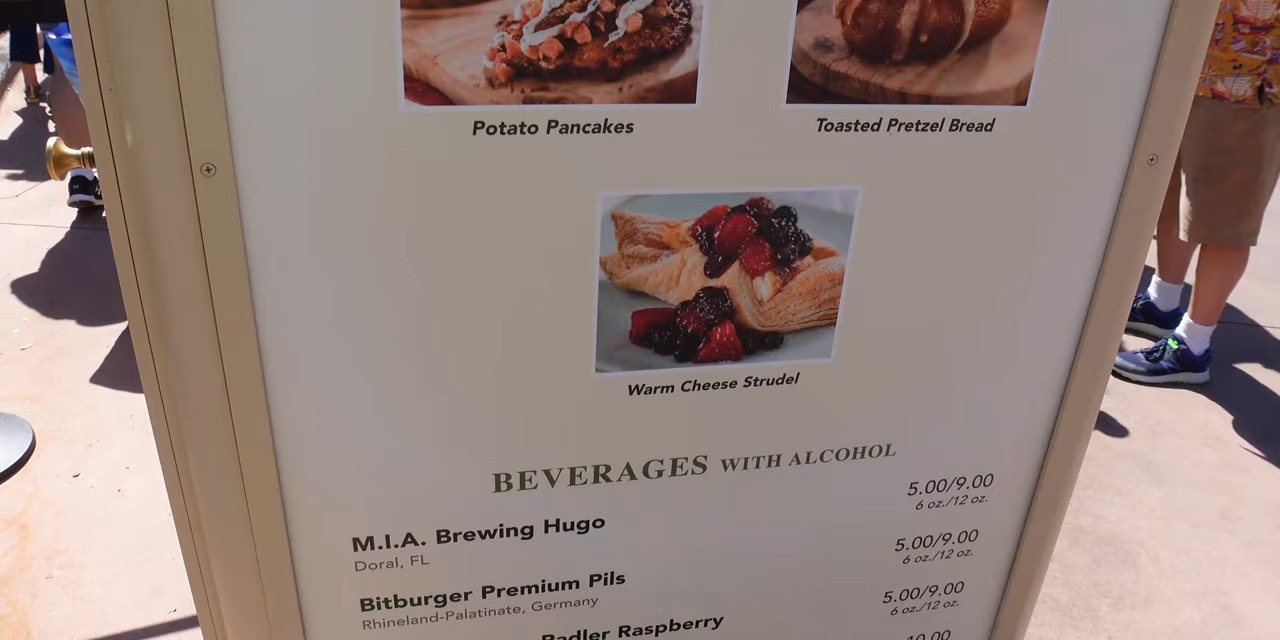 Potato Pancakes
Toasted Pretzel Bread
Warm Cheese Strudel
BEVERAGES WITH ALCOHOL
M.I.A. Brewing Hugo 5.00/9.00
Doral, FL 6 oz./12 oz.
Bitburger Premium Pils 5.00/9.00
Rhineland-Palatinate, Germany 6 oz./12 oz.
Radler Raspberry 5.00/9.00
6 oz./12 oz.
10.00